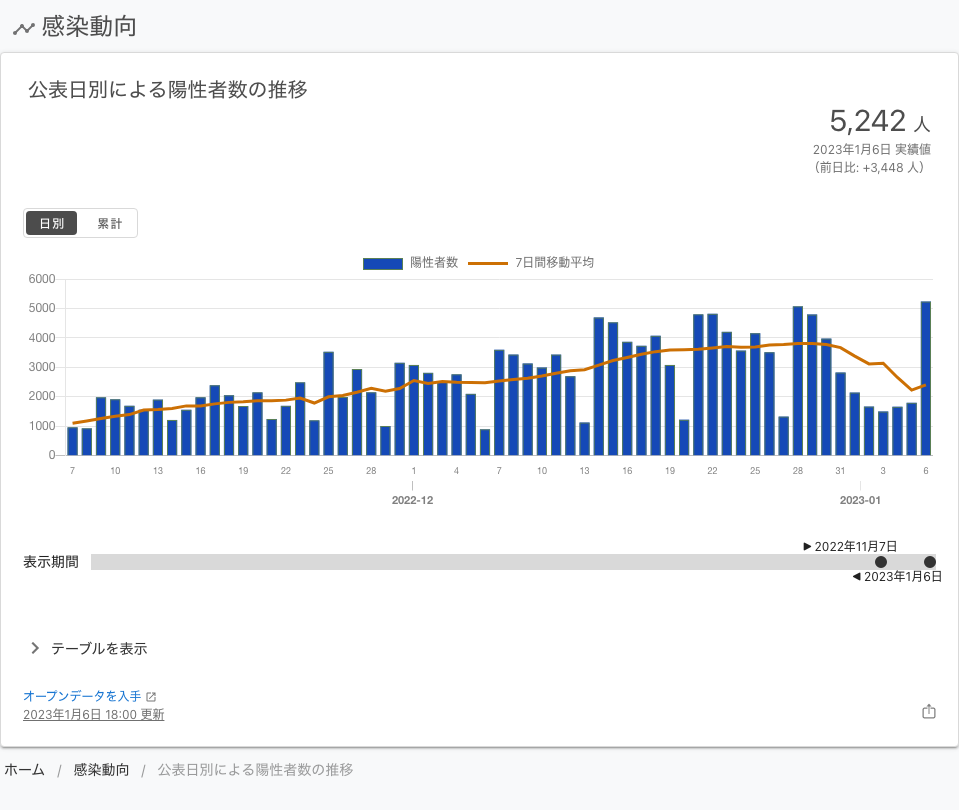 感染動向
公表日別による陽性者数の推移
5,242 人
2023年1月6日 実績値
（前日比: +3,448 人）
日別 累計
陽性者数 7日間移動平均
6000
5000
4000
3000
2000
1000
0
7 10 13 16 19 22 25 28 1 4 7 10 13 16 19 22 25 28 31 3 6
2022-12 2023-01
2022年11月7日
表示期間
2023年1月6日
テーブルを表示
オープンデータを入手
2023年1月6日 18:00 更新
ホーム / 感染動向 / 公表日別による陽性者数の推移